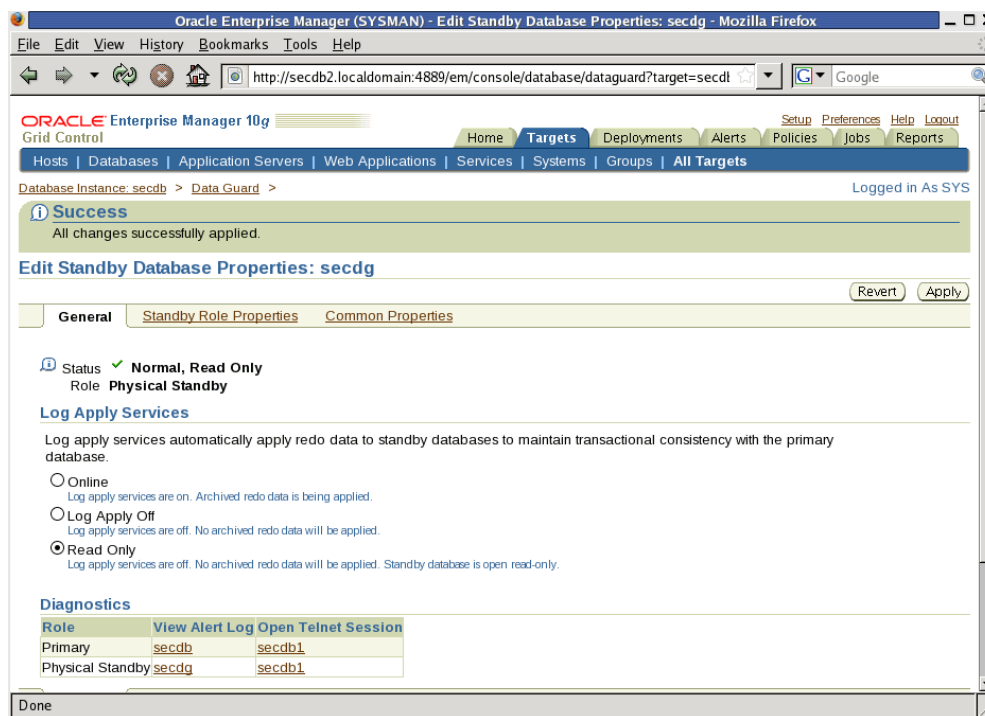 Oracle Enterprise Manager (SYSMAN) - Edit Standby Database Properties: secdg - Mozilla Firefox
File Edit View History Bookmarks Tools Help
http://secdb2.localdomain:4889/em/console/database/dataguard?target=secdb
G Google
ORACLE Enterprise Manager 10g
Setup Preferences Help Logout
Grid Control
Home Targets Deployments Alerts Policies Jobs Reports
Hosts | Databases | Application Servers | Web Applications | Services | Systems | Groups | All Targets
Database Instance: secdb > Data Guard >
Logged in As SYS
Success
All changes successfully applied.
Edit Standby Database Properties: secdg
Revert Apply
General Standby Role Properties Common Properties
Status Normal, Read Only
Role Physical Standby
Log Apply Services
Log apply services automatically apply redo data to standby databases to maintain transactional consistency with the primary
database.
Online
Log apply services are on. Archived redo data is being applied.
Log Apply Off
Log apply services are off. No archived redo data will be applied.
Read Only
Log apply services are off. No archived redo data will be applied. Standby database is open read-only.
Diagnostics
Role View Alert Log Open Telnet Session
Primary secdb secdb1
Physical Standby secdg secdb1
Done